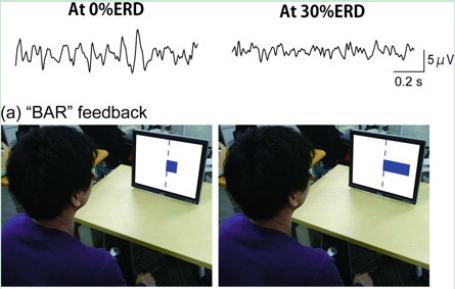 At 0%ERD
At 30%ERD
5 μV
0.2 s
(a) “BAR” feedback